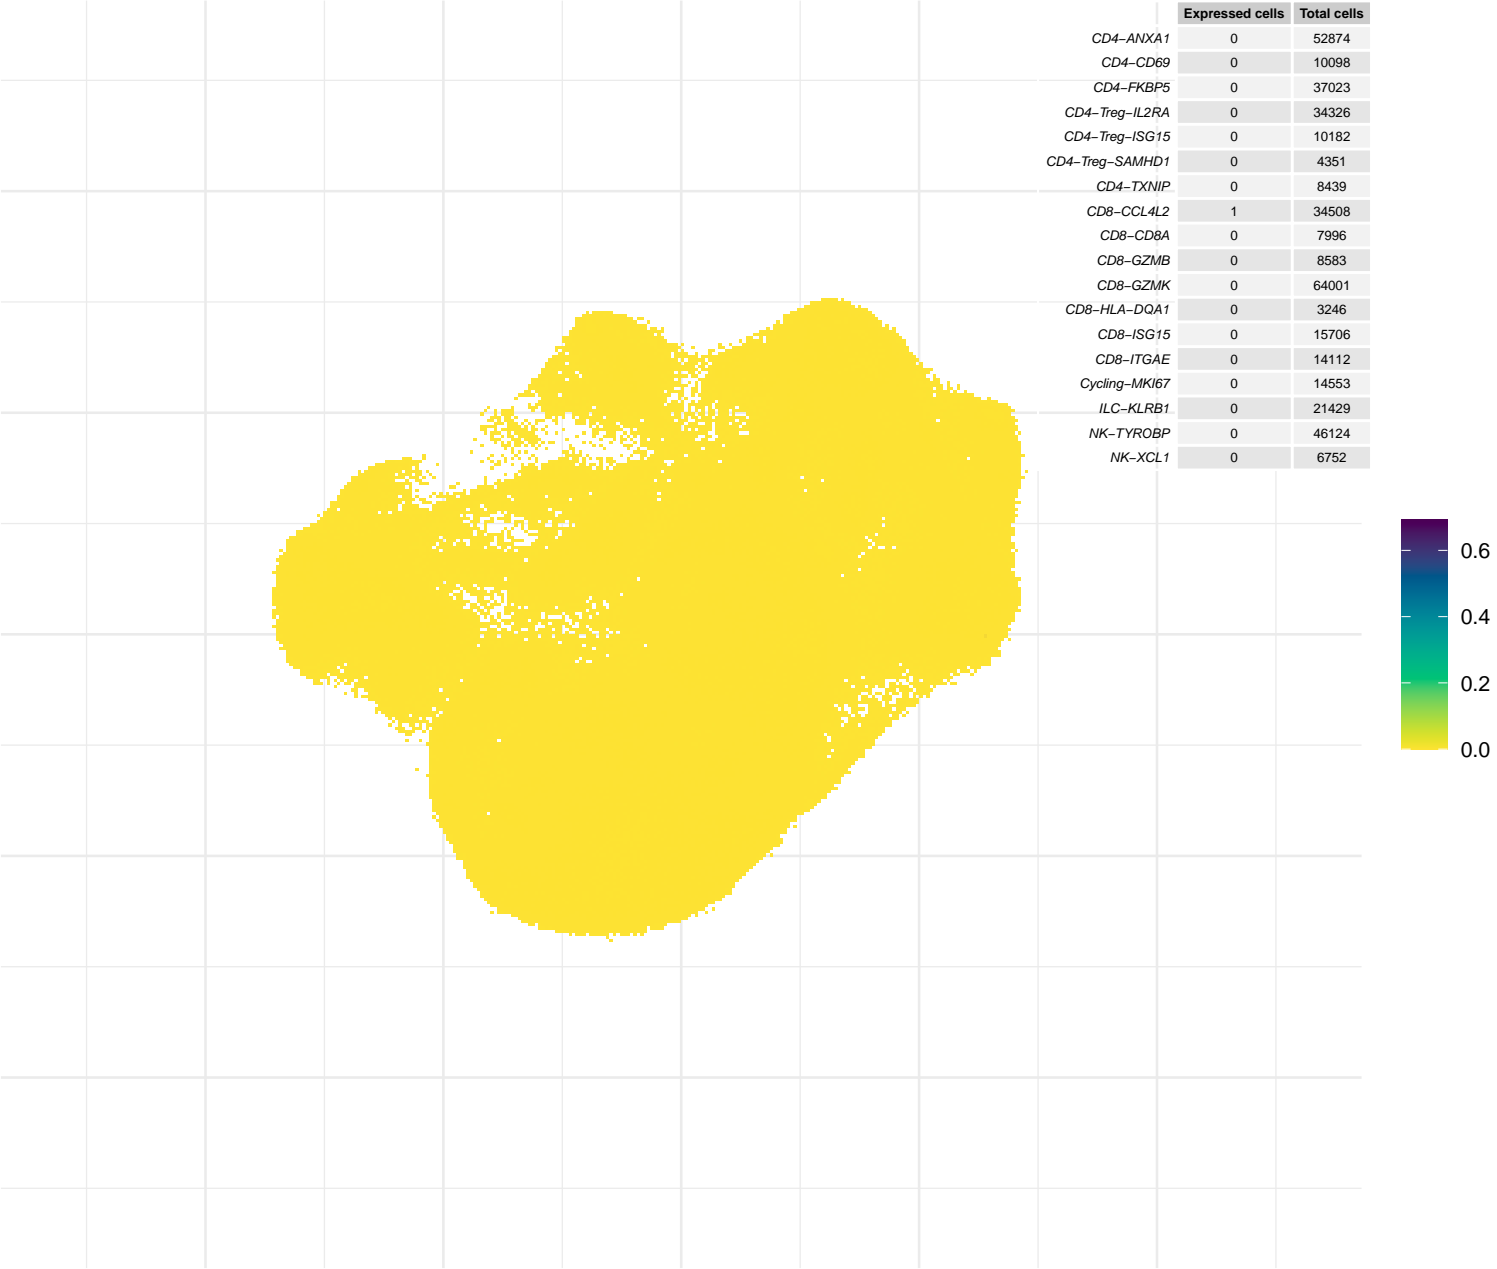 Expressed cells Total cells
CD4−ANXA1 0 52874
CD4−CD69 0 10098
CD4−FKBP5 0 37023
CD4−Treg−IL2RA 0 34326
CD4−Treg−ISG15 0 10182
CD4−Treg−SAMHD1 0 4351
CD4−TXNIP 0 8439
CD8−CCL4L2 1 34508
CD8−CD8A 0 7996
CD8−GZMB 0 8583
CD8−GZMK 0 64001
CD8−HLA−DQA1 0 3246
CD8−ISG15 0 15706
CD8−ITGAE 0 14112
Cycling−MKI67 0 14553
ILC−KLRB1 0 21429
NK−TYROBP 0 46124
NK−XCL1 0 6752
0.6
0.4
0.2
0.0